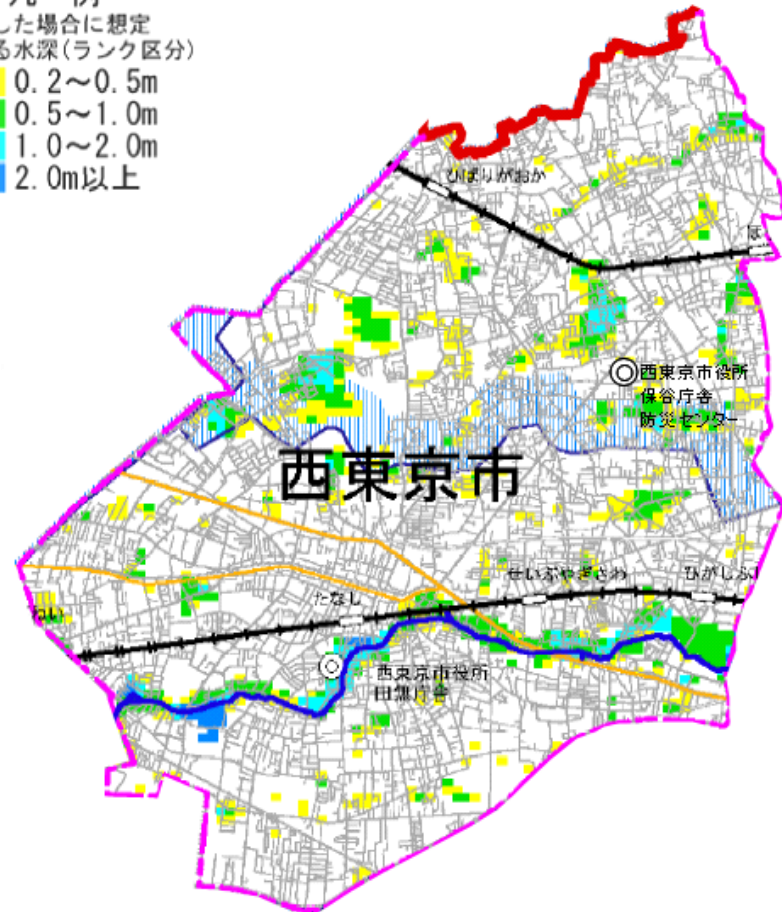 した場合に想定
る水深(ランク区分)
0.2～0.5m
0.5～1.0m
1.0～2.0m
2.0m以上
ひばりがおか
西東京市役所
保谷庁舎
防災センター
西東京市
せいぶやぎさわ
ひがしふし
たなし
西東京市役所
田無庁舎